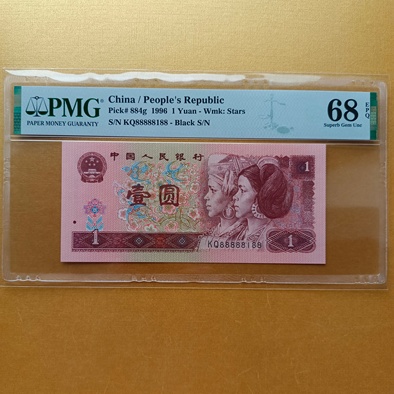 PMG
PAPER MONEY GUARANTY
China / People's Republic
Pick# 884g 1996 1 Yuan - Wmk: Stars
S/N KQ88888188 - Black S/N
68 EPQ
Superb Gem Unc
中国人民银行
1
壹圆
1
KQ88888188
1